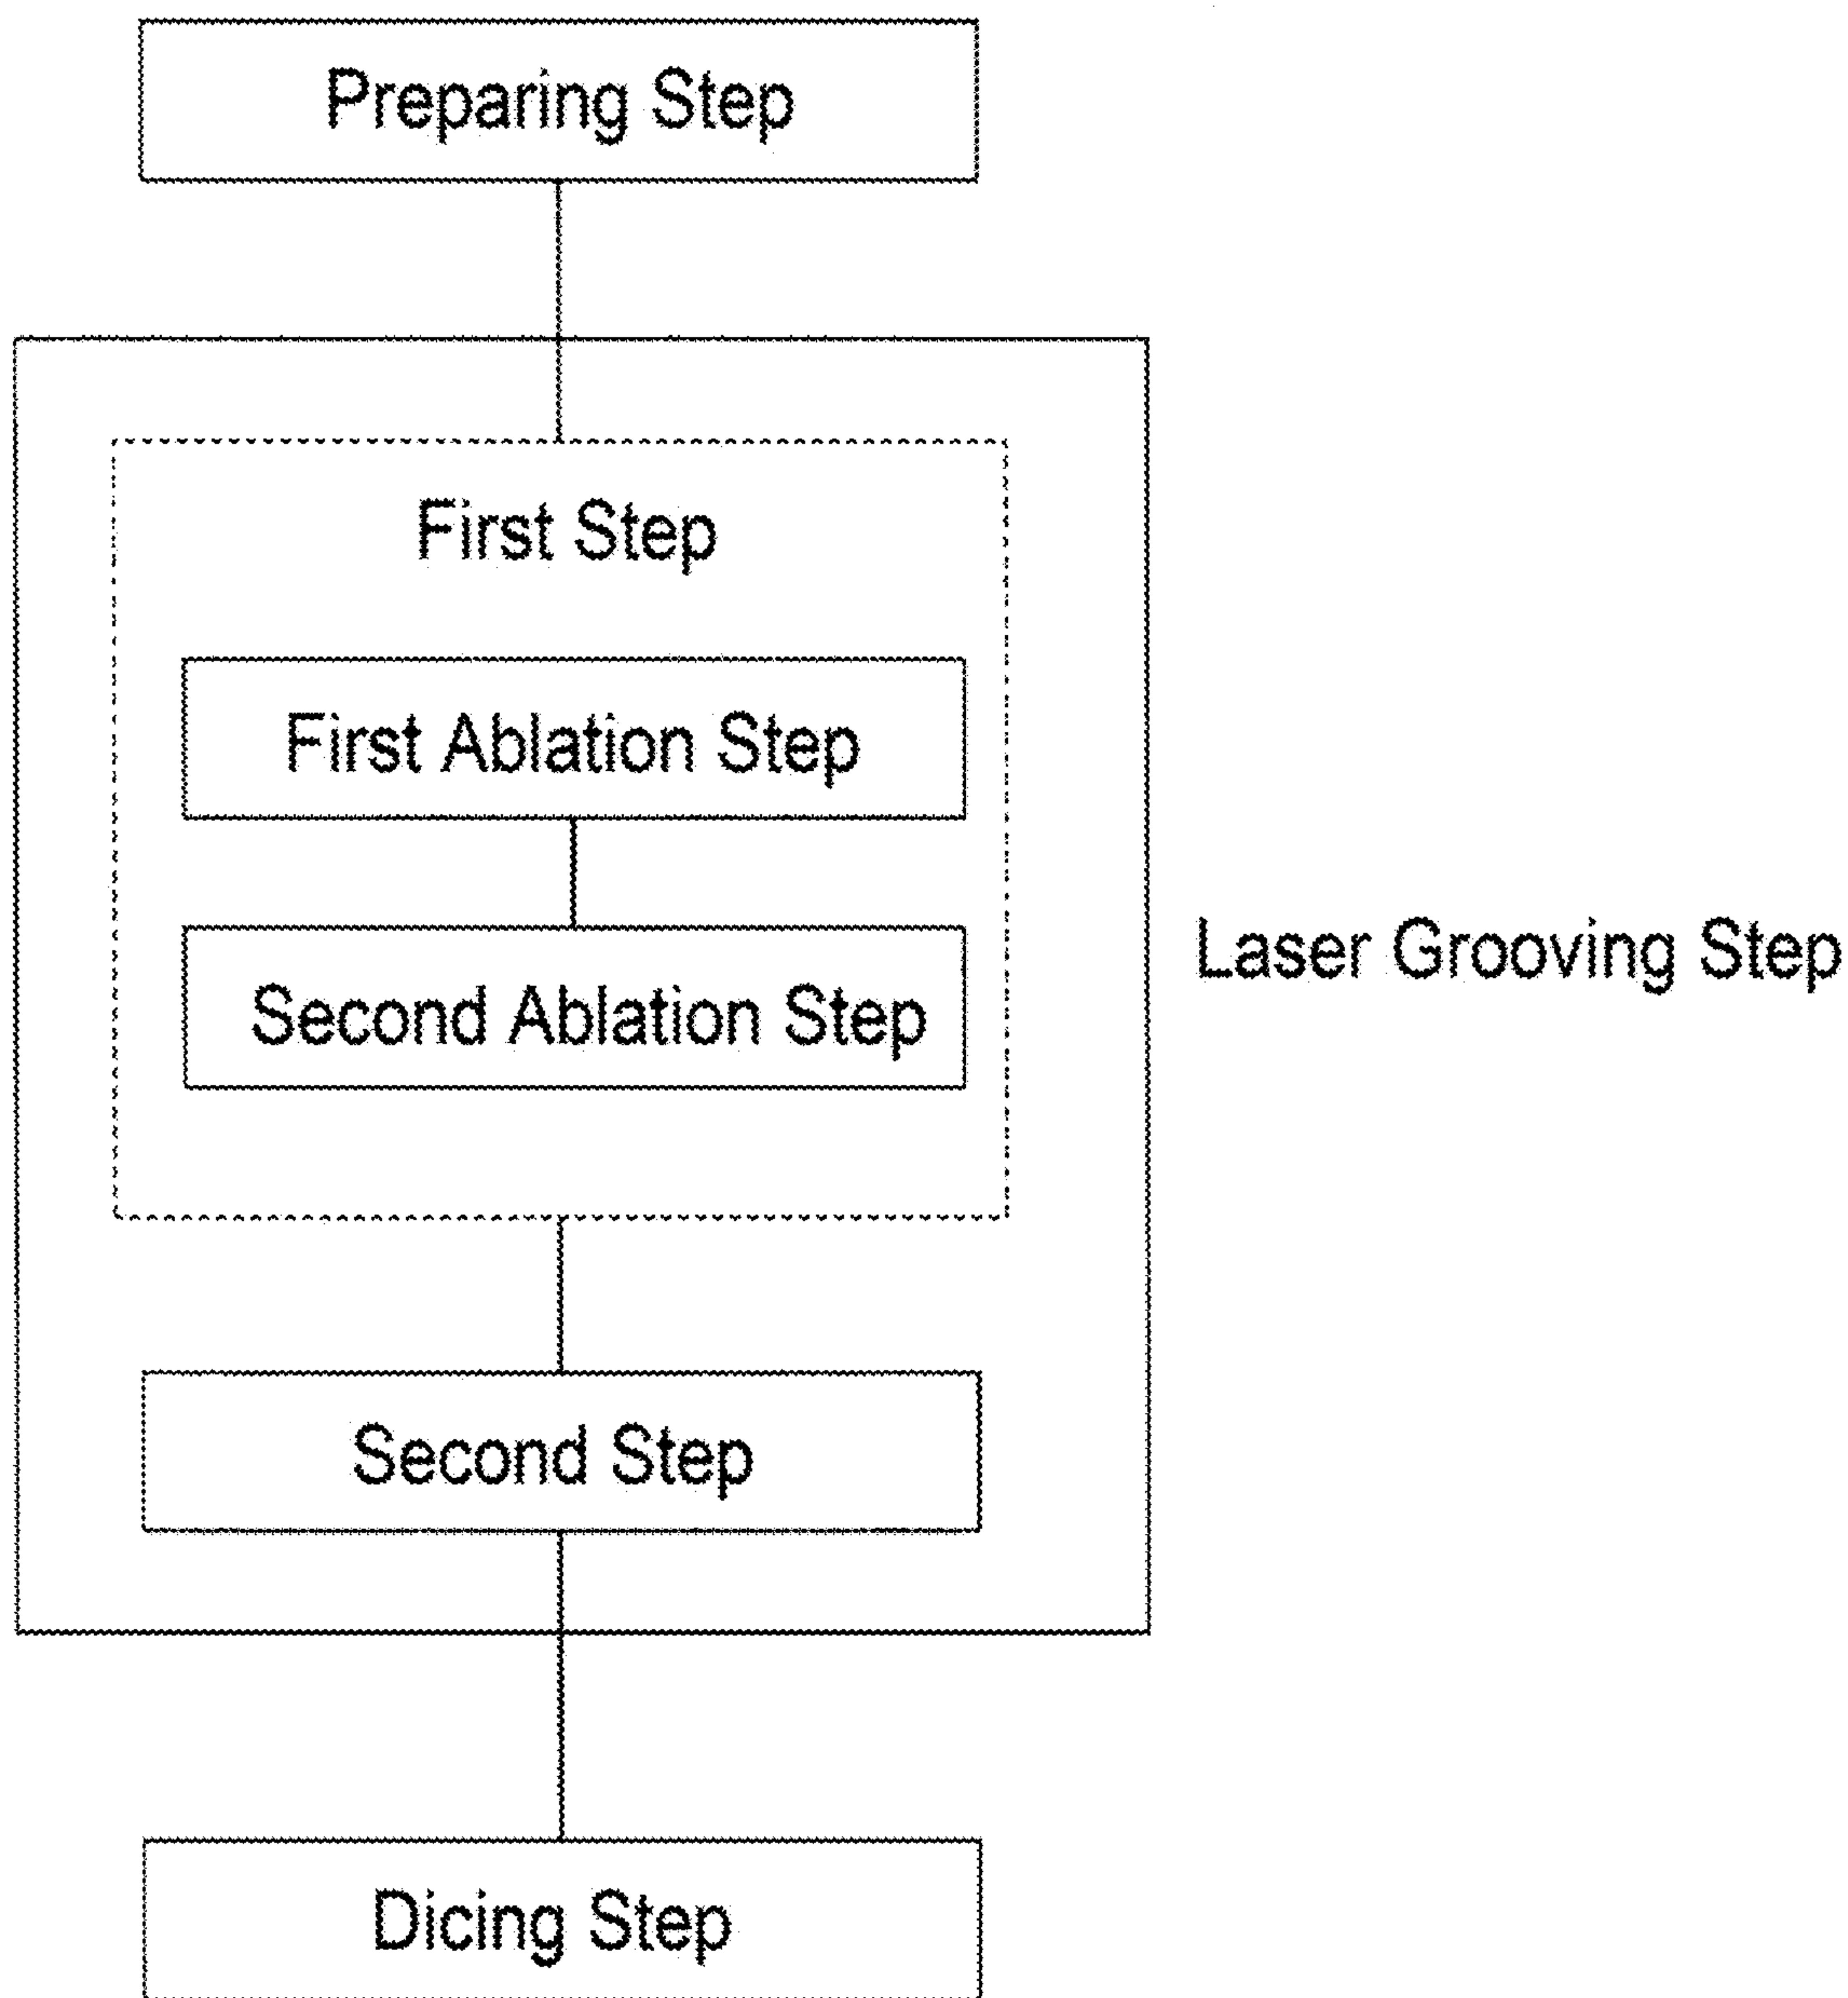 Preparing Step
First Step
First Ablation Step
Second Ablation Step
Laser Grooving Step
Second Step
Dicing Step